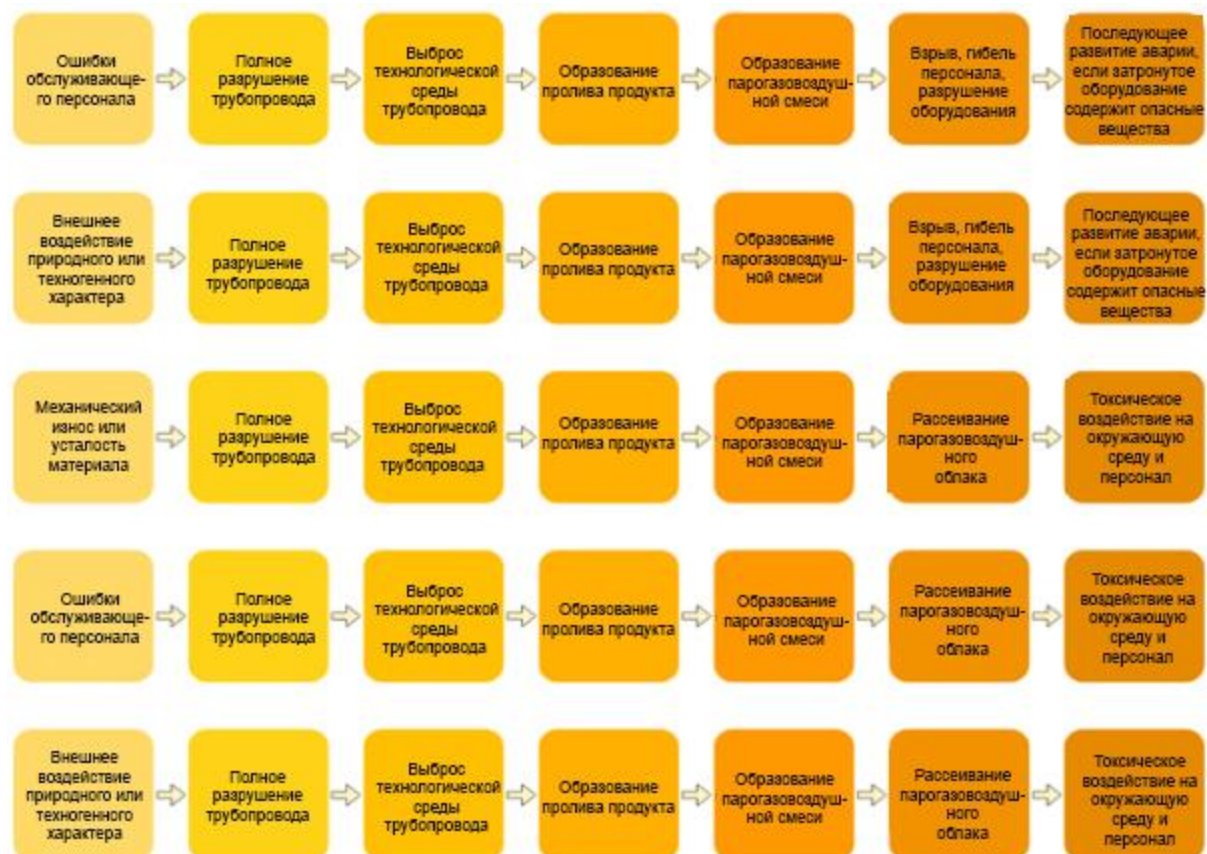 Ошибки
обслуживающе-
го персонала
Полное
разрушение
трубопровода
Выброс
технологической
среды
трубопровода
Образование
пролива продукта
Образование
парогазовоздуш-
ной смеси
Взрыв, гибель
персонала,
разрушение
оборудования
Последующее
развитие аварии,
если затронутое
оборудование
содержит опасные
вещества
Внешнее
воздействие
природного или
техногенного
характера
Полное
разрушение
трубопровода
Выброс
технологической
среды
трубопровода
Образование
пролива продукта
Образование
парогазовоздуш-
ной смеси
Взрыв, гибель
персонала,
разрушение
оборудования
Последующее
развитие аварии,
если затронутое
оборудование
содержит опасные
вещества
Механический
износ или
усталость
материала
Полное
разрушение
трубопровода
Выброс
технологической
среды
трубопровода
Образование
пролива продукта
Образование
парогазовоздуш-
ной смеси
Рассеивание
парогазовоздуш-
ного
облака
Токсическое
воздействие на
окружающую
среду и
персонал
Ошибки
обслуживающе-
го персонала
Полное
разрушение
трубопровода
Выброс
технологической
среды
трубопровода
Образование
пролива продукта
Образование
парогазовоздуш-
ной смеси
Рассеивание
парогазовоздуш-
ного
облака
Токсическое
воздействие на
окружающую
среду и
персонал
Внешнее
воздействие
природного или
техногенного
характера
Полное
разрушение
трубопровода
Выброс
технологической
среды
трубопровода
Образование
пролива продукта
Образование
парогазовоздуш-
ной смеси
Рассеивание
парогазовоздуш-
ного
облака
Токсическое
воздействие на
окружающую
среду и
персонал